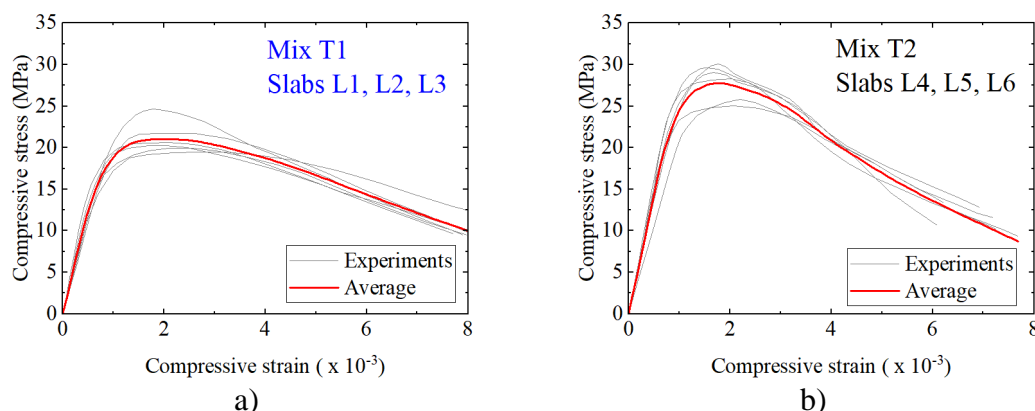 Compressive stress (MPa)
35
30
25
20
15
10
5
0
Mix T1
Slabs L1, L2, L3
Experiments
Average
0 2 4 6 8
Compressive strain ( x 10⁻³)
a)
Compressive stress (MPa)
35
30
25
20
15
10
5
0
Mix T2
Slabs L4, L5, L6
Experiments
Average
0 2 4 6 8
Compressive strain ( x 10⁻³)
b)